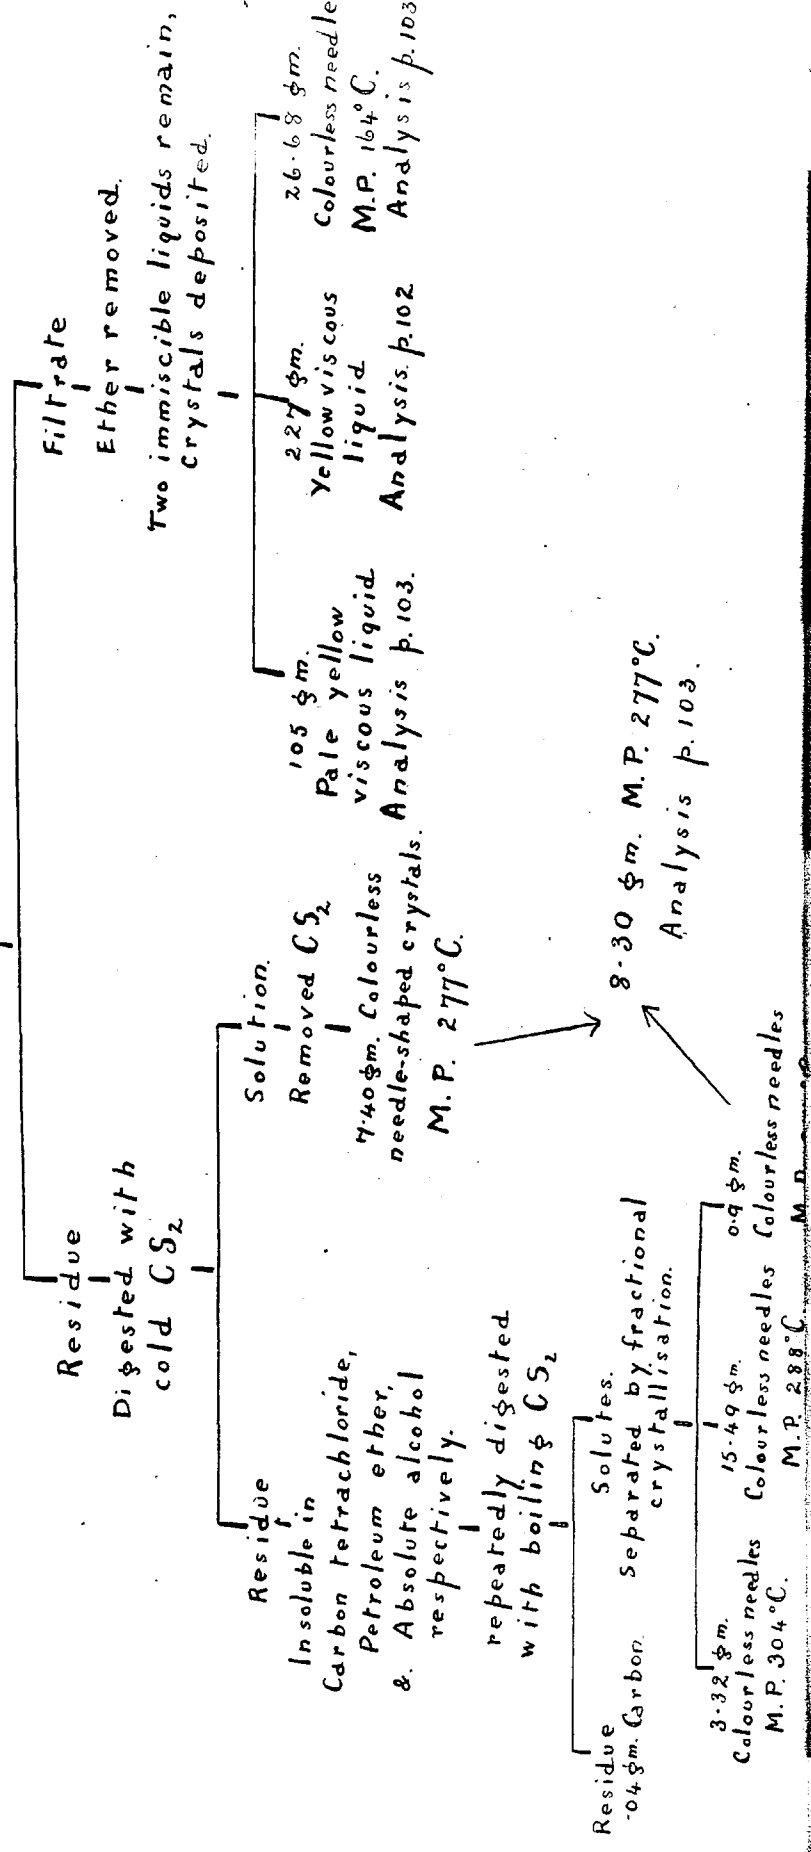 Residue
Digested with
cold CS2
Filtrate
Ether removed.
Two immiscible liquids remain,
Crystals deposited.
Residue
Insoluble in
Carbon tetrachloride,
Petroleum ether,
&. Absolute alcohol
respectively.
repeatedly digested
with boiling CS2
Solution.
Removed CS2
7.40 gm. Colourless
needle-shaped crystals.
M.P. 277°C.
105 gm.
Pale yellow
viscous liquid
Analysis p.103.
227 gm.
Yellow viscous
liquid
Analysis. p.102
26.68 gm.
Colourless needle
M.P. 164°C.
Analysis p.103
Residue
.04 gm. Carbon.
Solutes.
Separated by fractional
crystallisation.
8.30 gm. M.P. 277°C.
Analysis p.103.
3.32 gm.
Colourless needles
M.P. 304°C.
15.49 gm.
Colourless needles
M.P. 288°C
0.9 gm.
Colourless needles